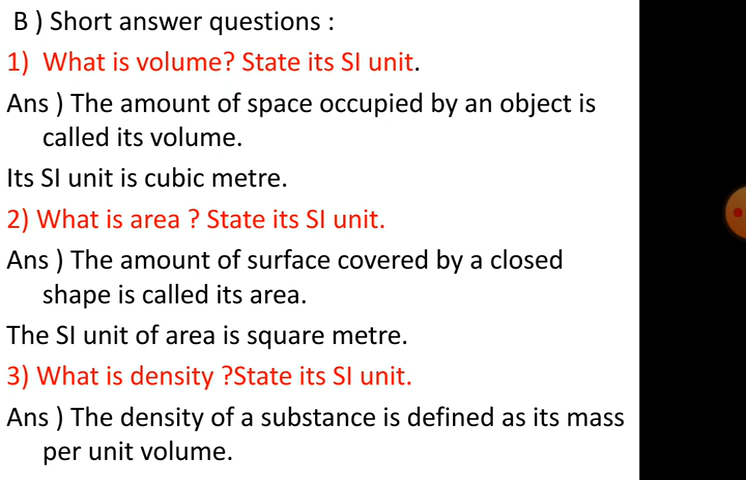 B ) Short answer questions :
1) What is volume? State its SI unit.
Ans ) The amount of space occupied by an object is
called its volume.
Its SI unit is cubic metre.
2) What is area ? State its SI unit.
Ans ) The amount of surface covered by a closed
shape is called its area.
The SI unit of area is square metre.
3) What is density ?State its SI unit.
Ans ) The density of a substance is defined as its mass
per unit volume.